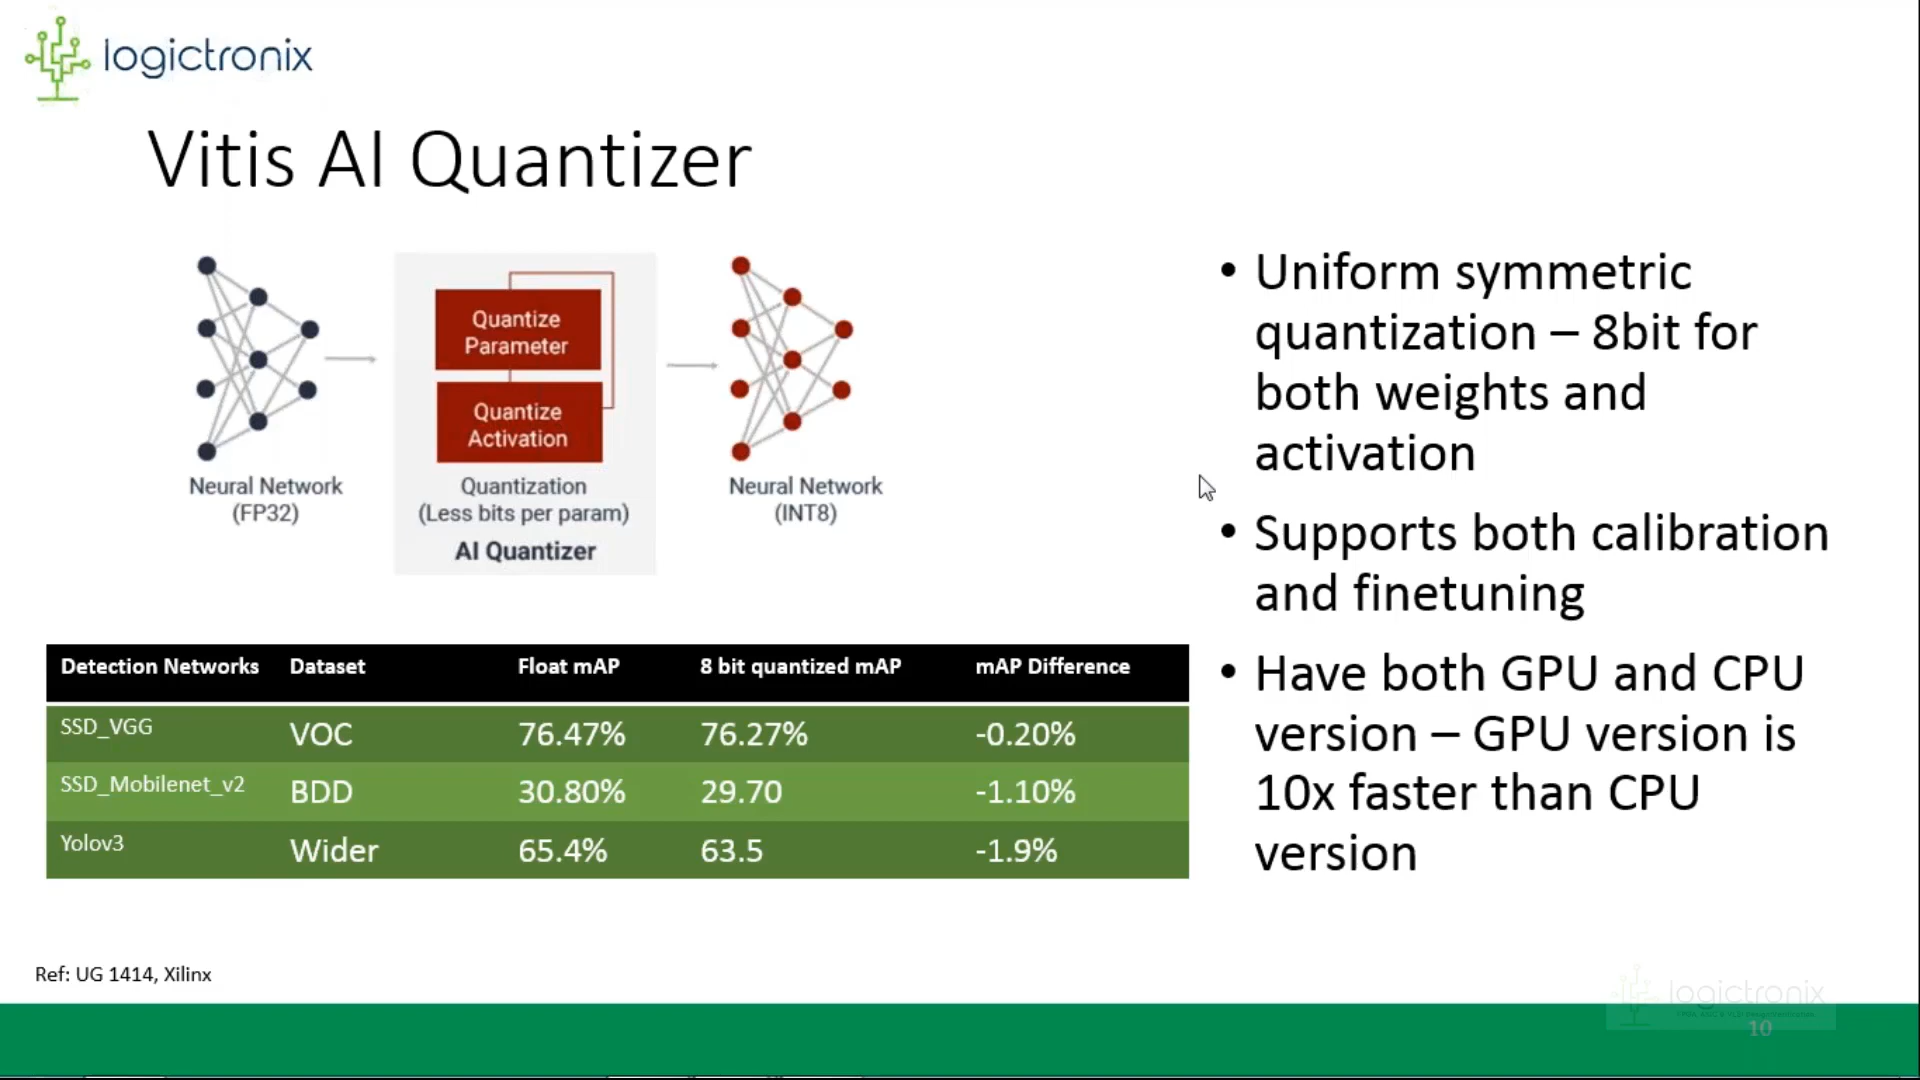 logictronix
Vitis AI Quantizer
Quantize
Parameter
Quantize
Activation
Neural Network
(FP32)
Quantization
(Less bits per param)
AI Quantizer
Neural Network
(INT8)
• Uniform symmetric
quantization – 8bit for
both weights and
activation
• Supports both calibration
and finetuning
• Have both GPU and CPU
version – GPU version is
10x faster than CPU
version
Detection Networks Dataset Float mAP 8 bit quantized mAP mAP Difference
SSD_VGG VOC 76.47% 76.27% -0.20%
SSD_Mobilenet_v2 BDD 30.80% 29.70 -1.10%
Yolov3 Wider 65.4% 63.5 -1.9%
Ref: UG 1414, Xilinx
logictronix
10